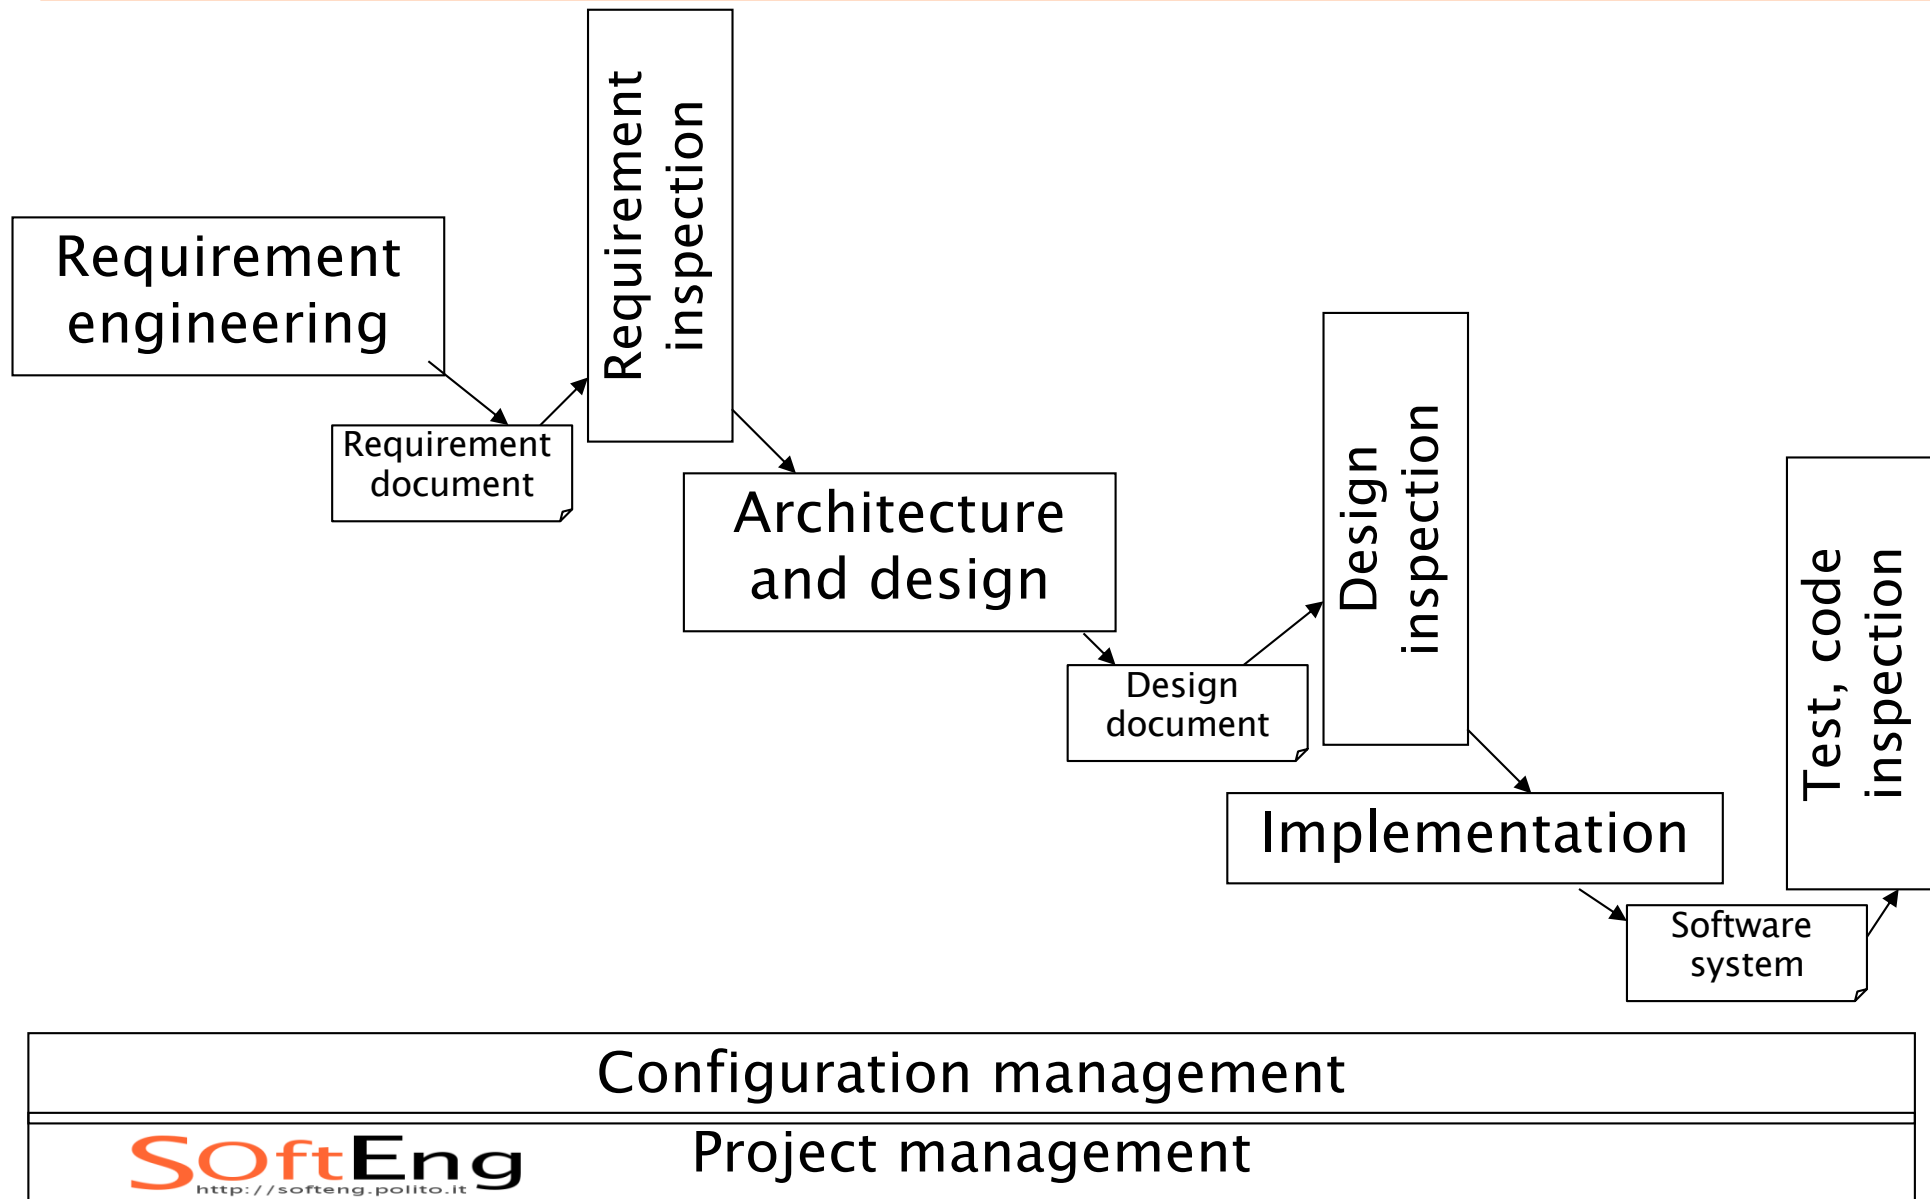 Requirement
engineering
Requirement
document
Requirement
inspection
Architecture
and design
Design
document
Design
inspection
Implementation
Software
system
Test, code
inspection
Configuration management
Project management
SOftEng
http://softeng.polito.it